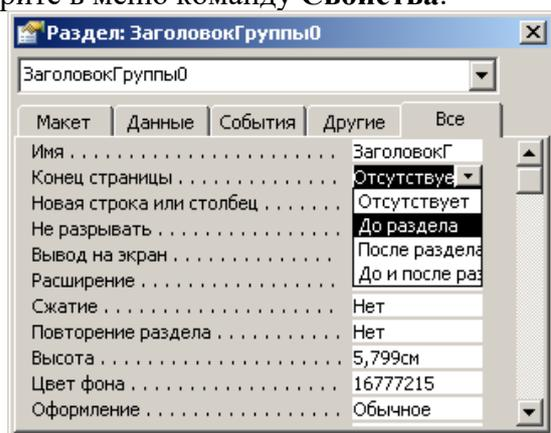 рите в меню команду Свойства.
Раздел: ЗаголовокГруппы0
ЗаголовокГруппы0
Макет Данные События Другие Все
Имя . . . . . . . . . . . . . . . . . . . . . . . ЗаголовокГ
Конец страницы . . . . . . . . . . . . . . Отсутствуе
Новая строка или столбец . . . . . . . Отсутствует
Не разрывать . . . . . . . . . . . . . . . . До раздела
Вывод на экран . . . . . . . . . . . . . . . После раздела
Расширение . . . . . . . . . . . . . . . . . До и после раз
Сжатие . . . . . . . . . . . . . . . . . . . . Нет
Повторение раздела . . . . . . . . . . . Нет
Высота . . . . . . . . . . . . . . . . . . . . 5,799см
Цвет фона . . . . . . . . . . . . . . . . . . 16777215
Оформление . . . . . . . . . . . . . . . . . Обычное